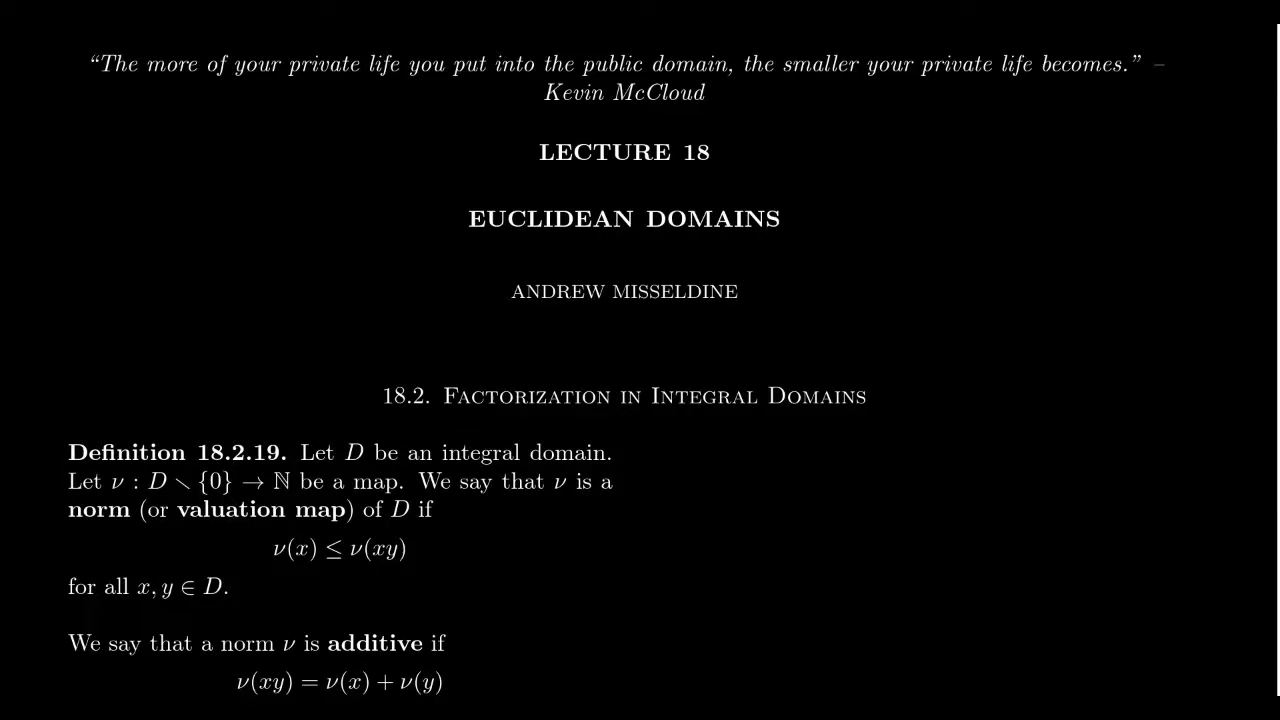 “The more of your private life you put into the public domain, the smaller your private life becomes.” –
Kevin McCloud
LECTURE 18
EUCLIDEAN DOMAINS
ANDREW MISSELDINE
18.2. Factorization in Integral Domains
Definition 18.2.19. Let D be an integral domain.
Let ν : D ∖ {0} → ℕ be a map. We say that ν is a
norm (or valuation map) of D if
ν(x) ≤ ν(xy)
for all x, y ∈ D.
We say that a norm ν is additive if
ν(xy) = ν(x) + ν(y)